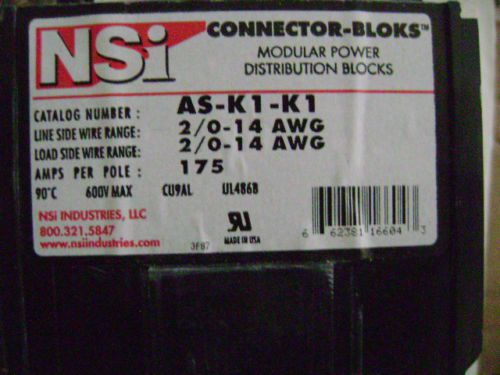 NSi
CONNECTOR-BLOKS™
MODULAR POWER
DISTRIBUTION BLOCKS
CATALOG NUMBER: AS-K1-K1
LINE SIDE WIRE RANGE: 2/0-14 AWG
LOAD SIDE WIRE RANGE: 2/0-14 AWG
AMPS PER POLE: 175
90°C 600V MAX CU9AL UL486B
NSi INDUSTRIES, LLC
800.321.5847
www.nsiindustries.com
3F87
MADE IN USA
6 62381 16604 3